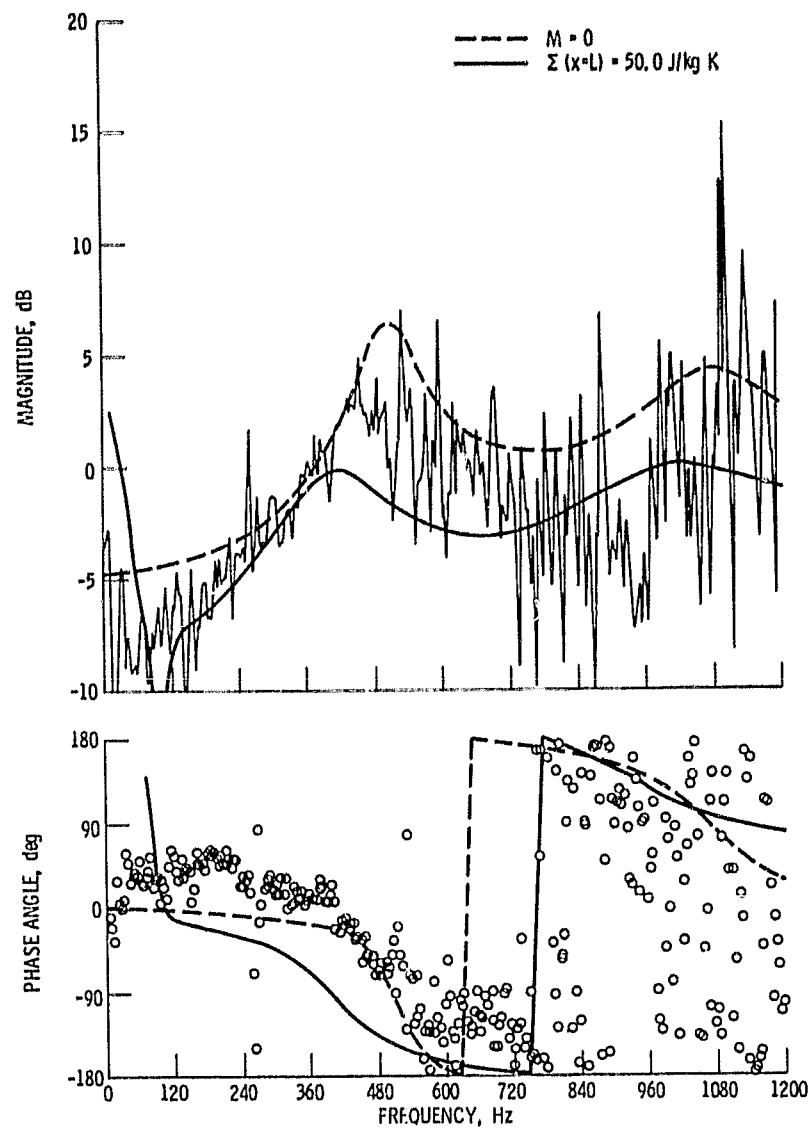 20
M = 0
Σ (x=L) = 50.0 J/kg K
15
10
5
0
-5
-10
MAGNITUDE, dB
180
90
0
-90
-180
PHASE ANGLE, deg
0 120 240 360 480 600 720 840 960 1080 1200
FREQUENCY, Hz